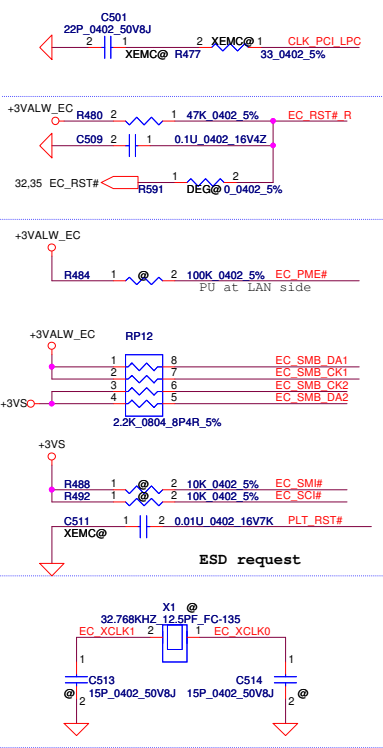 C501
22P_0402_50V8J
2 1 2 XEMC@ 1 CLK_PCI_LPC
XEMC@ R477 33_0402_5%
+3VALW_EC
R480 2 1 47K_0402_5% EC_RST#_R
C509 2 1 0.1U_0402_16V4Z
32,35 EC_RST# 1 2
R591 DEG@ 0_0402_5%
+3VALW_EC
R484 1 @ 2 100K_0402_5% EC_PME#
PU at LAN side
+3VALW_EC RP12
1 8 EC_SMB_DA1
2 7 EC_SMB_CK1
3 6 EC_SMB_CK2
+3VS 4 5 EC_SMB_DA2
2.2K_0804_8P4R_5%
+3VS
R488 1 @ 2 10K_0402_5% EC_SMI#
R492 1 @ 2 10K_0402_5% EC_SCI#
C511 1 2 0.01U_0402_16V7K PLT_RST#
XEMC@
ESD request
X1 @
32.768KHZ_12.5PF_FC-135
EC_XCLK1 2 1 EC_XCLK0
1 1
C513 C514
@ 15P_0402_50V8J 15P_0402_50V8J @
2 2